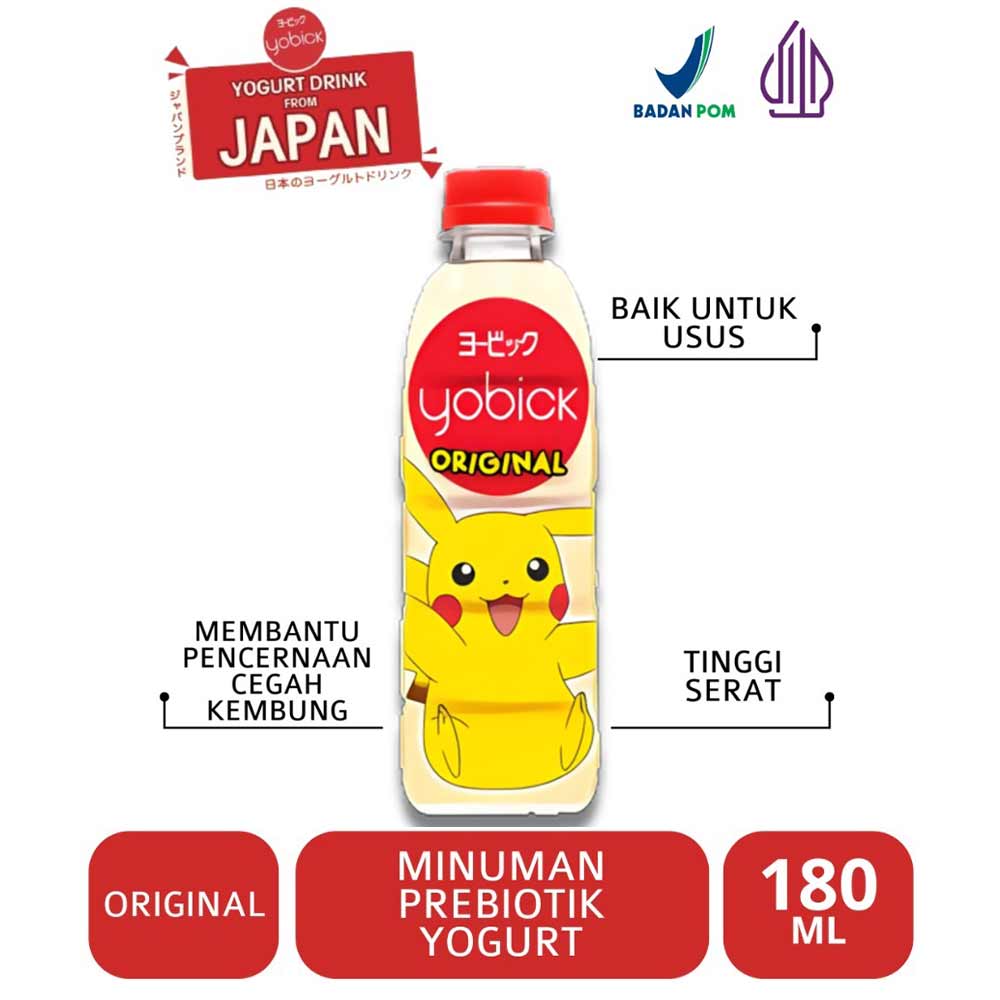 ヨービック
yobick
YOGURT DRINK
FROM
JAPAN
日本のヨーグルトドリンク
ジャパンブランド
BADAN POM
ヨービック
yobick
ORIGINAL
BAIK UNTUK
USUS
MEMBANTU
PENCERNAAN
CEGAH
KEMBUNG
TINGGI
SERAT
ORIGINAL
MINUMAN
PREBIOTIK
YOGURT
180
ML